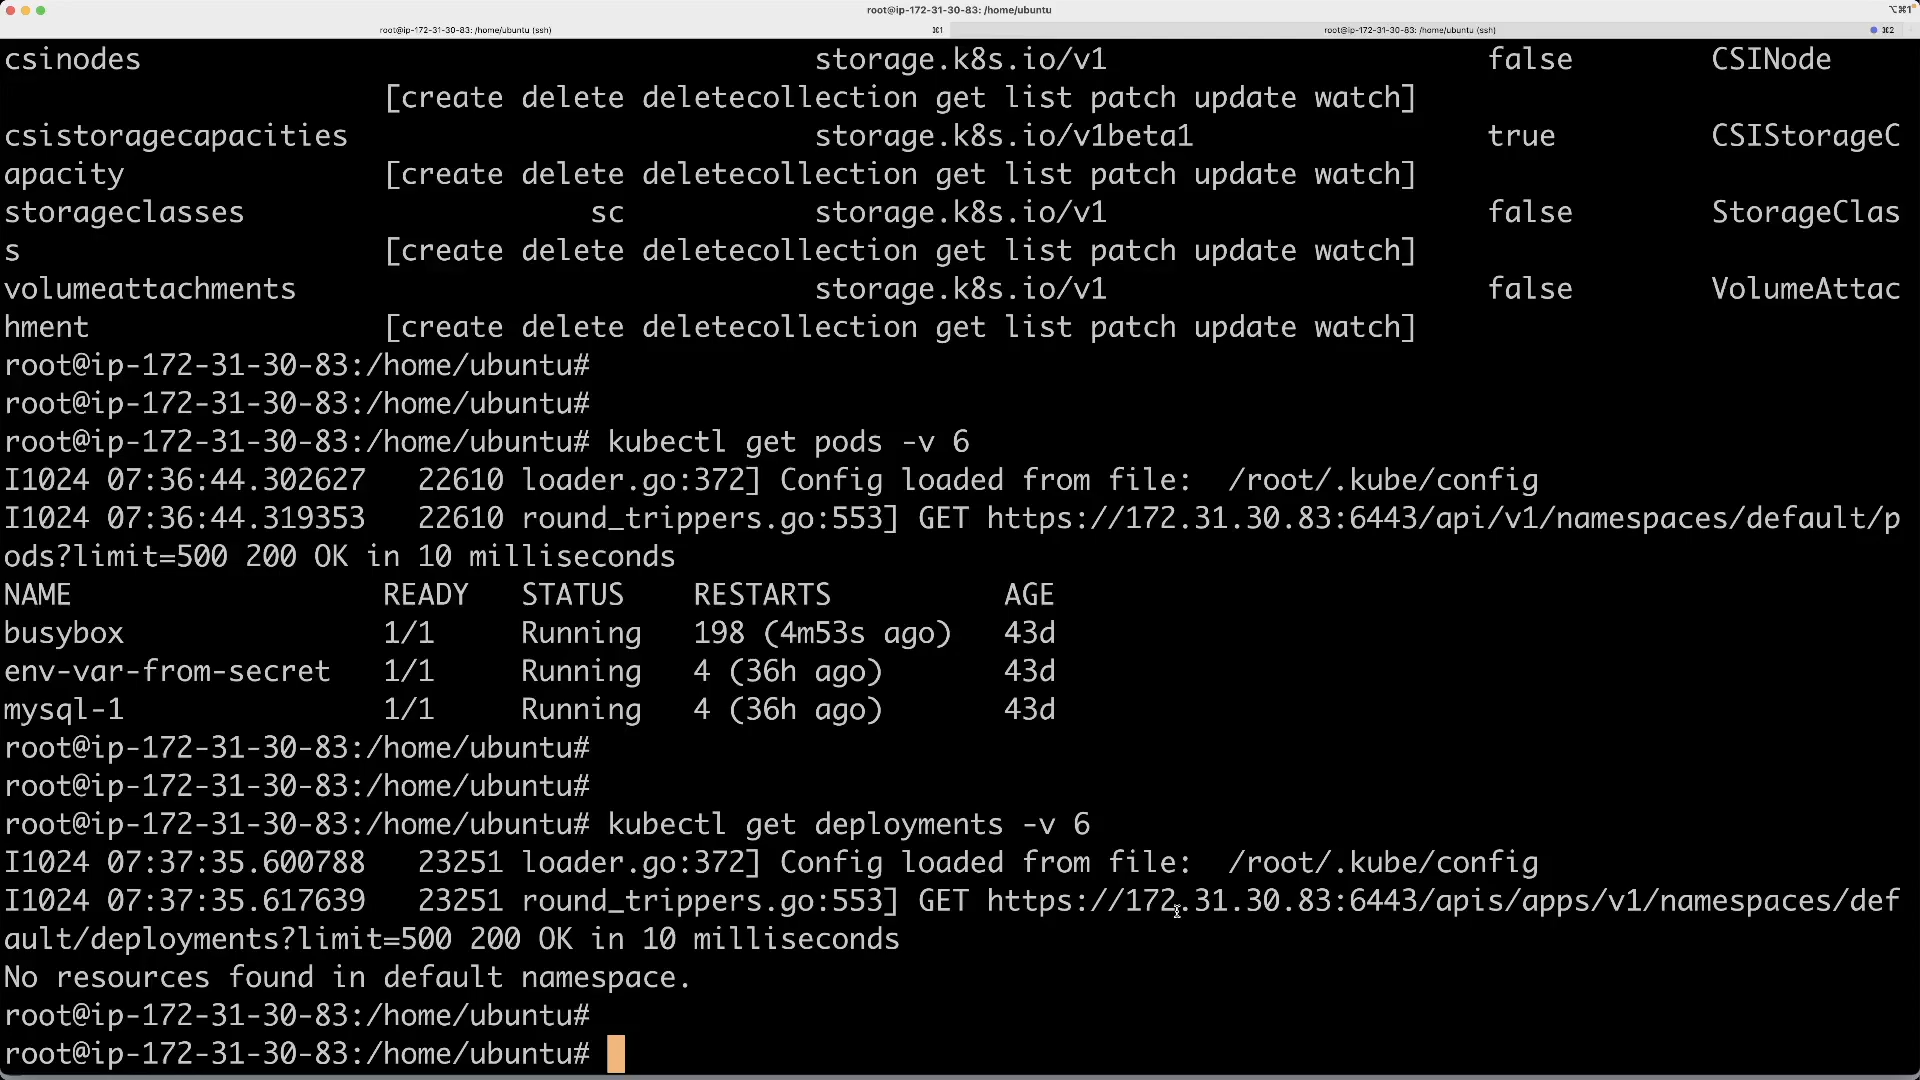 root@ip-172-31-30-83: /home/ubuntu
⌥⌘1
root@ip-172-31-30-83: /home/ubuntu (ssh)
⌘1
root@ip-172-31-30-83: /home/ubuntu (ssh)
⌘2
csinodes storage.k8s.io/v1 false CSINode
[create delete deletecollection get list patch update watch]
csistoragecapacities storage.k8s.io/v1beta1 true CSIStorageC
apacity [create delete deletecollection get list patch update watch]
storageclasses sc storage.k8s.io/v1 false StorageClas
s [create delete deletecollection get list patch update watch]
volumeattachments storage.k8s.io/v1 false VolumeAttac
hment [create delete deletecollection get list patch update watch]
root@ip-172-31-30-83:/home/ubuntu#
root@ip-172-31-30-83:/home/ubuntu#
root@ip-172-31-30-83:/home/ubuntu# kubectl get pods -v 6
I1024 07:36:44.302627 22610 loader.go:372] Config loaded from file: /root/.kube/config
I1024 07:36:44.319353 22610 round_trippers.go:553] GET https://172.31.30.83:6443/api/v1/namespaces/default/p
ods?limit=500 200 OK in 10 milliseconds
NAME READY STATUS RESTARTS AGE
busybox 1/1 Running 198 (4m53s ago) 43d
env-var-from-secret 1/1 Running 4 (36h ago) 43d
mysql-1 1/1 Running 4 (36h ago) 43d
root@ip-172-31-30-83:/home/ubuntu#
root@ip-172-31-30-83:/home/ubuntu#
root@ip-172-31-30-83:/home/ubuntu# kubectl get deployments -v 6
I1024 07:37:35.600788 23251 loader.go:372] Config loaded from file: /root/.kube/config
I1024 07:37:35.617639 23251 round_trippers.go:553] GET https://172.31.30.83:6443/apis/apps/v1/namespaces/def
ault/deployments?limit=500 200 OK in 10 milliseconds
No resources found in default namespace.
root@ip-172-31-30-83:/home/ubuntu#
root@ip-172-31-30-83:/home/ubuntu#